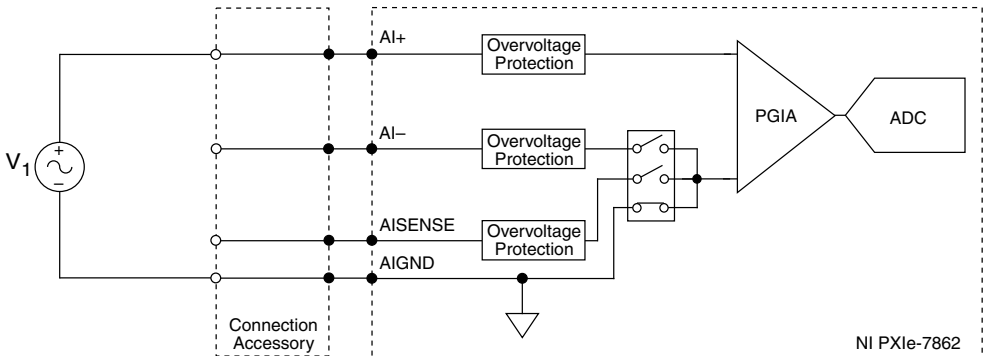 AI+
Overvoltage
Protection
PGIA
ADC
AI–
Overvoltage
Protection
V1
+
–
AISENSE
Overvoltage
Protection
AIGND
Connection
Accessory
NI PXIe-7862